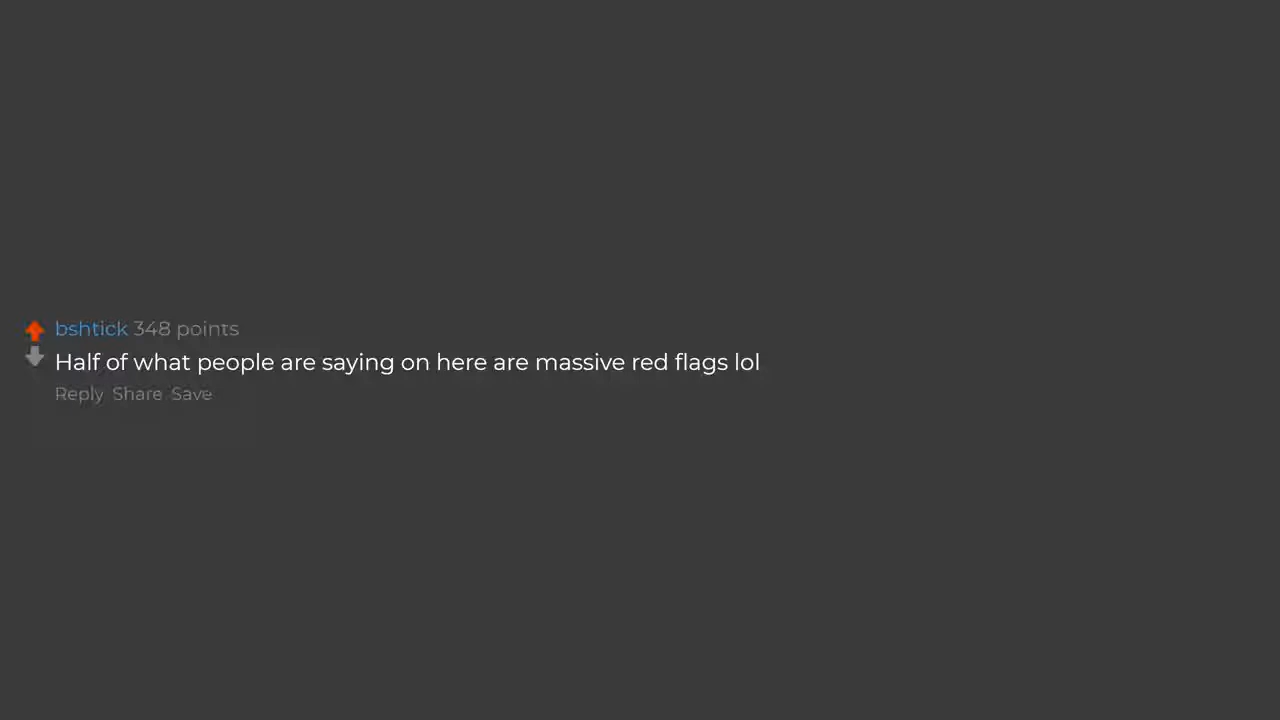 bshtick 348 points
Half of what people are saying on here are massive red flags lol
Reply Share Save